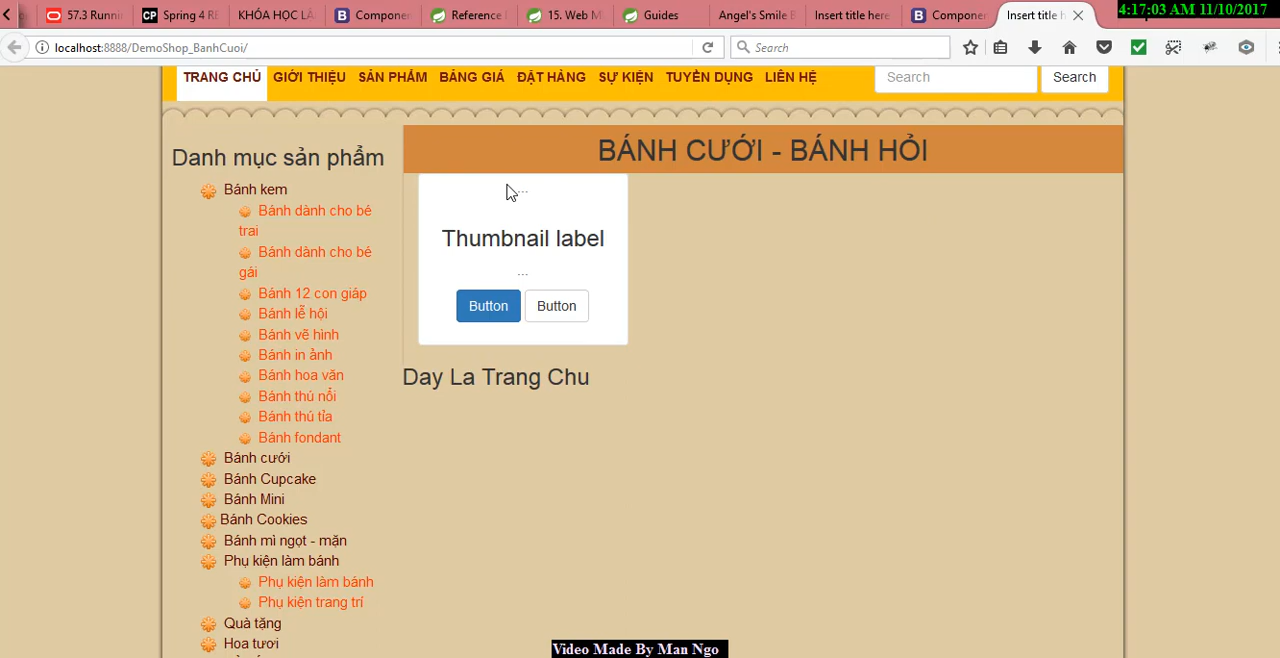 4:17:03 AM 11/10/2017
57.3 Runni
Spring 4 RE
KHÓA HỌC LẬ
Componen
Reference
15. Web M
Guides
Angel's Smile B
Insert title here
Componen
Insert title h
localhost:8888/DemoShop_BanhCuoi/
Search
TRANG CHỦ GIỚI THIỆU SẢN PHẨM BẢNG GIÁ ĐẶT HÀNG SỰ KIỆN TUYỂN DỤNG LIÊN HỆ
Search
Search
Danh mục sản phẩm
Bánh kem
Bánh dành cho bé
trai
Bánh dành cho bé
gái
Bánh 12 con giáp
Bánh lễ hội
Bánh vẽ hình
Bánh in ảnh
Bánh hoa văn
Bánh thú nổi
Bánh thú tỉa
Bánh fondant
Bánh cưới
Bánh Cupcake
Bánh Mini
Bánh Cookies
Bánh mì ngọt - mặn
Phụ kiện làm bánh
Phụ kiện làm bánh
Phụ kiện trang trí
Quà tặng
Hoa tươi
BÁNH CƯỚI - BÁNH HỎI
...
Thumbnail label
...
Button
Button
Day La Trang Chu
Video Made By Man Ngo